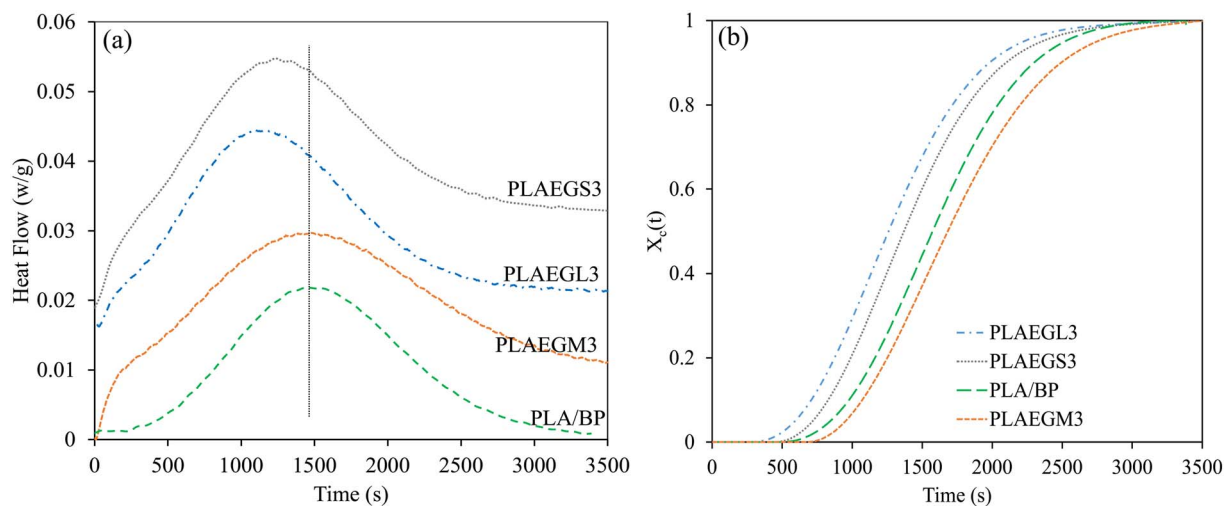 (a)
0.06
0.05
0.04
0.03
0.02
0.01
0
Heat Flow (w/g)
PLAEGS3
PLAEGL3
PLAEGM3
PLA/BP
0 500 1000 1500 2000 2500 3000 3500
Time (s)
(b)
1
0.8
0.6
0.4
0.2
0
Xc(t)
PLAEGL3
PLAEGS3
PLA/BP
PLAEGM3
0 500 1000 1500 2000 2500 3000 3500
Time (s)